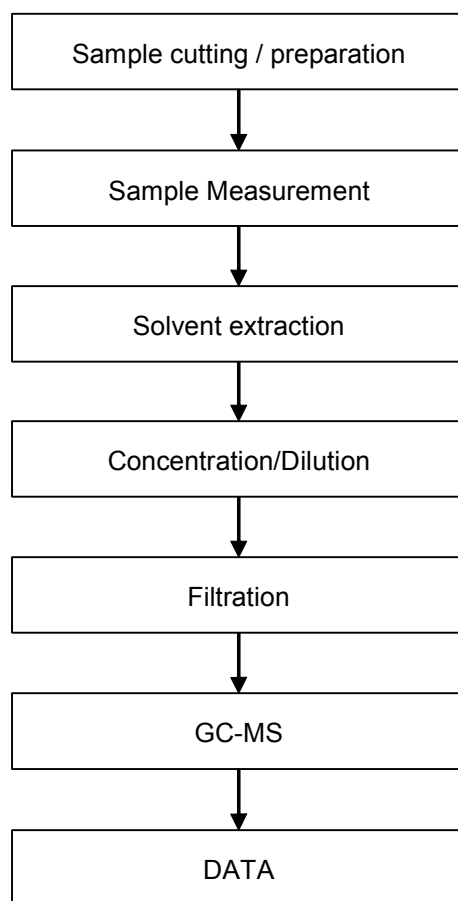 Sample cutting / preparation
Sample Measurement
Solvent extraction
Concentration/Dilution
Filtration
GC-MS
DATA